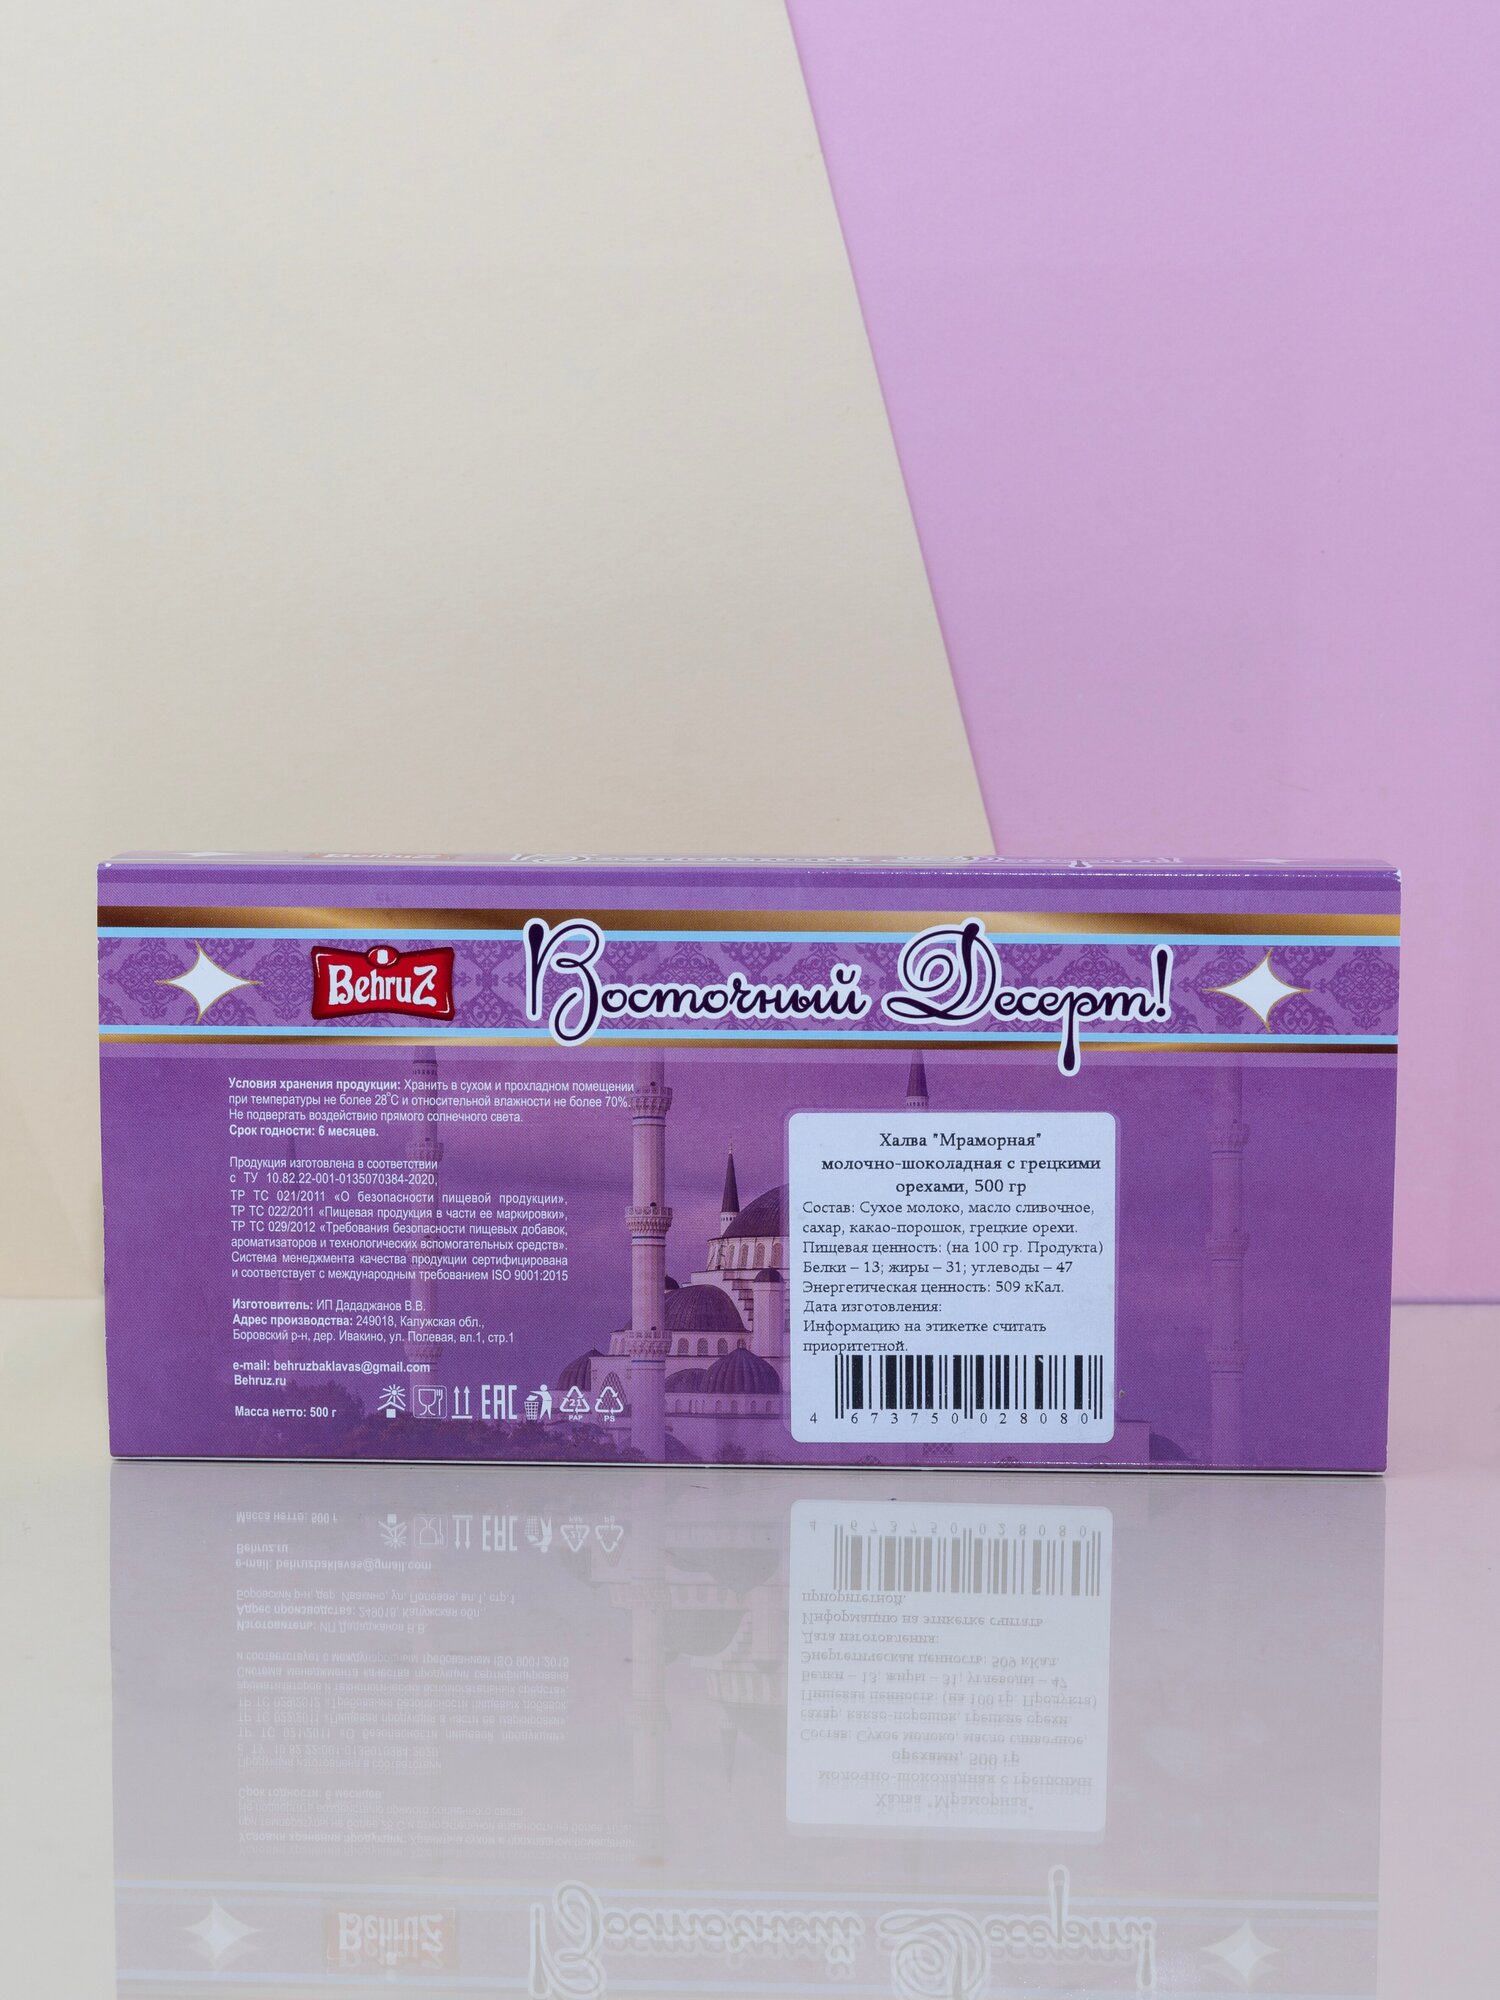 BehruZ
Восточный Десерт!
Условия хранения продукции: Хранить в сухом и прохладном помещении
при температуры не более 28°С и относительной влажности не более 70%.
Не подвергать воздействию прямого солнечного света.
Срок годности: 6 месяцев.
Продукция изготовлена в соответствии
с ТУ 10.82.22-001-0135070384-2020,
ТР ТС 021/2011 «О безопасности пищевой продукции»,
ТР ТС 022/2011 «Пищевая продукция в части ее маркировки»,
ТР ТС 029/2012 «Требования безопасности пищевых добавок,
ароматизаторов и технологических вспомогательных средств».
Система менеджмента качества продукции сертифицирована
и соответствует с международным требованием ISO 9001:2015
Изготовитель: ИП Дададжанов В.В.
Адрес производства: 249018, Калужская обл.,
Боровский р-н, дер. Ивакино, ул. Полевая, вл.1, стр.1
e-mail: behruzbaklavas@gmail.com
Behruz.ru
Масса нетто: 500 г
EAC
21
PAP
PS
Халва "Мраморная"
молочно-шоколадная с грецкими
орехами, 500 гр
Состав: Сухое молоко, масло сливочное,
сахар, какао-порошок, грецкие орехи.
Пищевая ценность: (на 100 гр. Продукта)
Белки – 13; жиры – 31; углеводы – 47
Энергетическая ценность: 509 кКал.
Дата изготовления:
Информацию на этикетке считать
приоритетной.
4 673750 028080